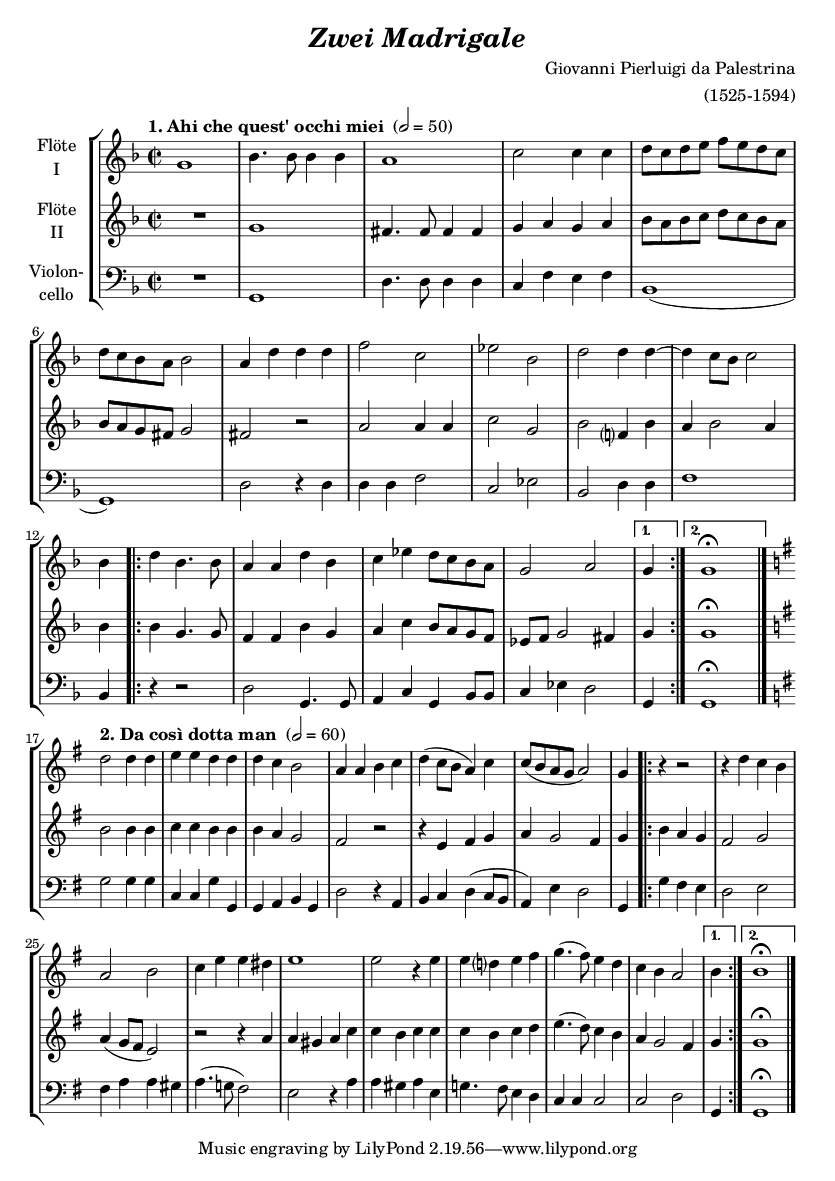 Zwei Madrigale
Giovanni Pierluigi da Palestrina
(1525-1594)
1. Ahi che quest' occhi miei (𝅗𝅥 = 50)
Flöte
I
Flöte
II
Violon-
cello
6
12
1.
2.
17
2. Da così dotta man (𝅗𝅥 = 60)
25
1.
2.
Music engraving by LilyPond 2.19.56—www.lilypond.org